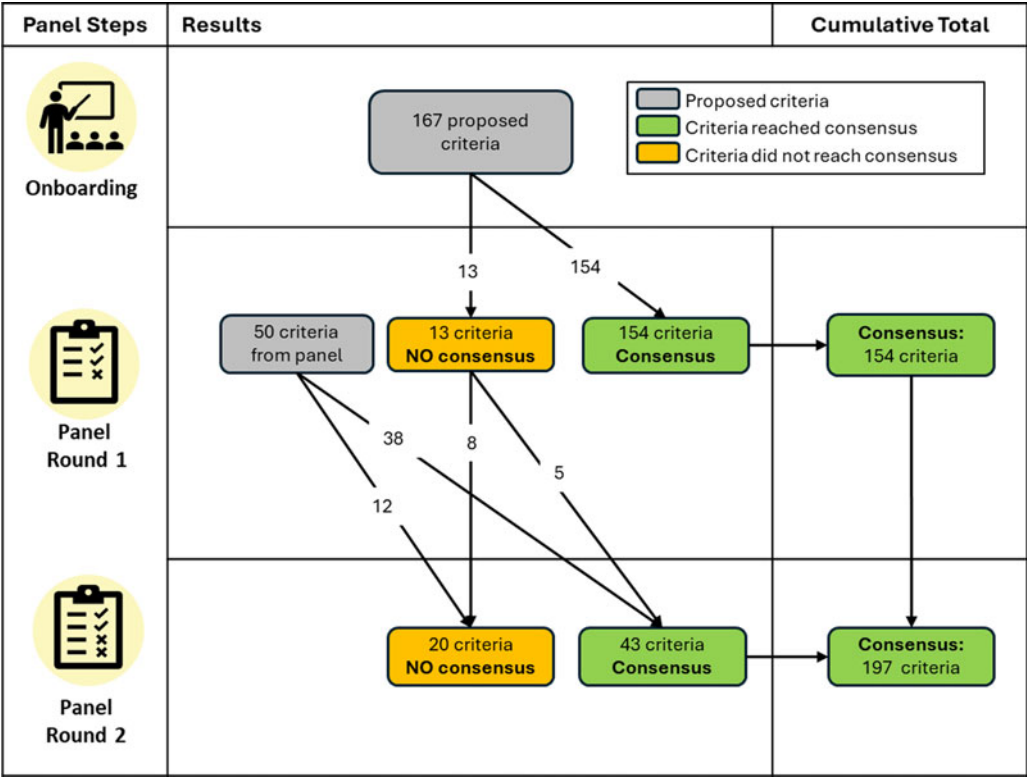 Panel Steps
Results
Cumulative Total
Onboarding
167 proposed
criteria
Proposed criteria
Criteria reached consensus
Criteria did not reach consensus
13
154
Panel
Round 1
50 criteria
from panel
13 criteria
NO consensus
154 criteria
Consensus
Consensus:
154 criteria
38
8
5
12
Panel
Round 2
20 criteria
NO consensus
43 criteria
Consensus
Consensus:
197 criteria